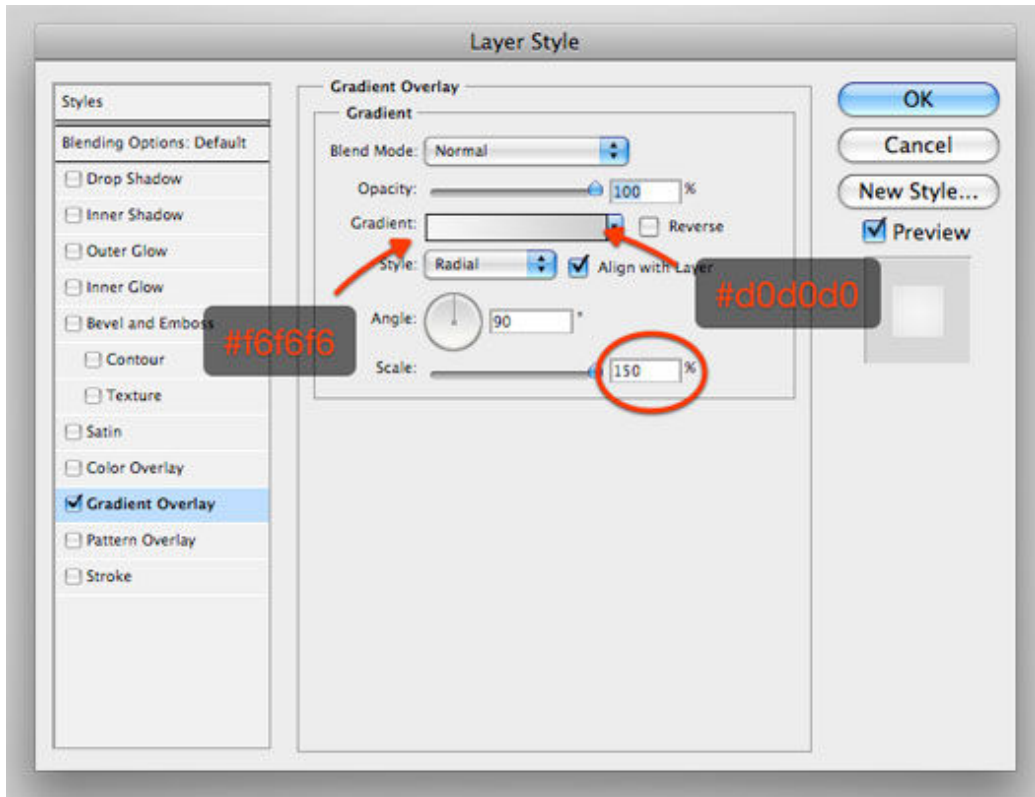 Layer Style
Styles
Blending Options: Default
Drop Shadow
Inner Shadow
Outer Glow
Inner Glow
Bevel and Emboss
Contour
Texture
Satin
Color Overlay
Gradient Overlay
Pattern Overlay
Stroke
Gradient Overlay
Gradient
Blend Mode: Normal
Opacity: 100 %
Gradient: Reverse
Style: Radial Align with Layer
Angle: 90 °
Scale: 150 %
#f6f6f6
#d0d0d0
OK
Cancel
New Style...
Preview